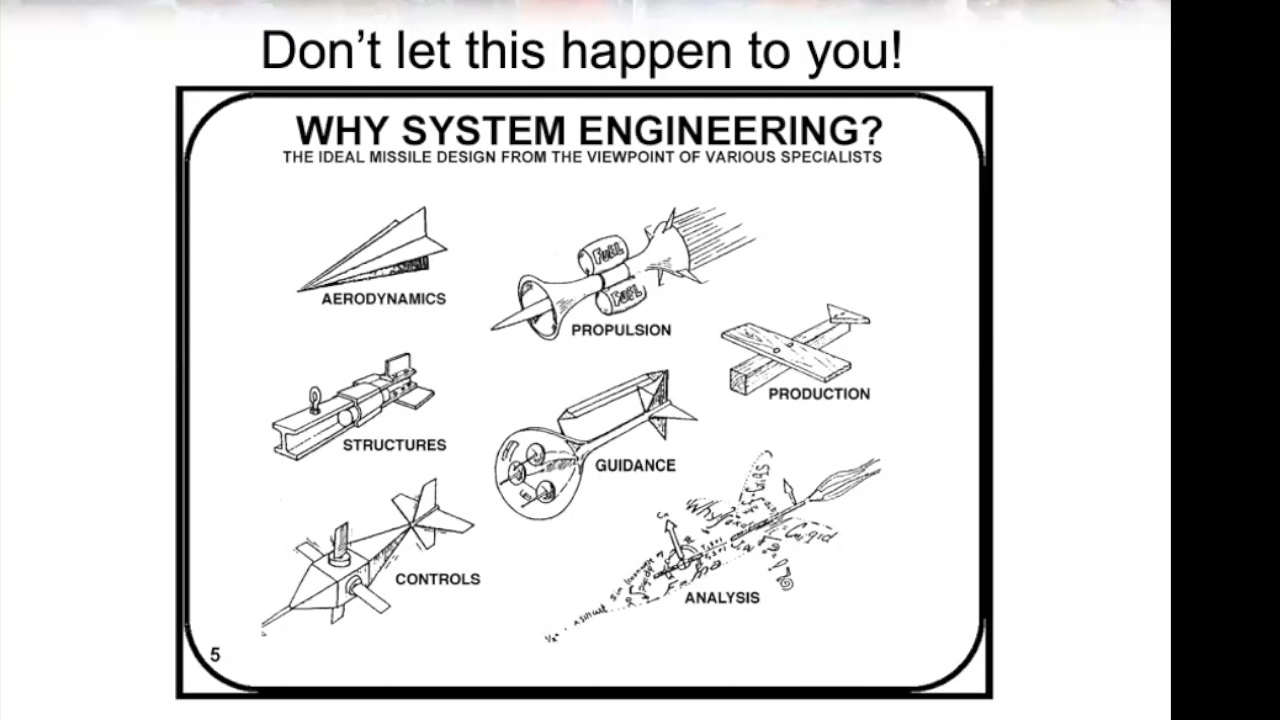 Don't let this happen to you!
WHY SYSTEM ENGINEERING?
THE IDEAL MISSILE DESIGN FROM THE VIEWPOINT OF VARIOUS SPECIALISTS
AERODYNAMICS
FUEL
FUEL
PROPULSION
PRODUCTION
STRUCTURES
GUIDANCE
CONTROLS
ANALYSIS
5